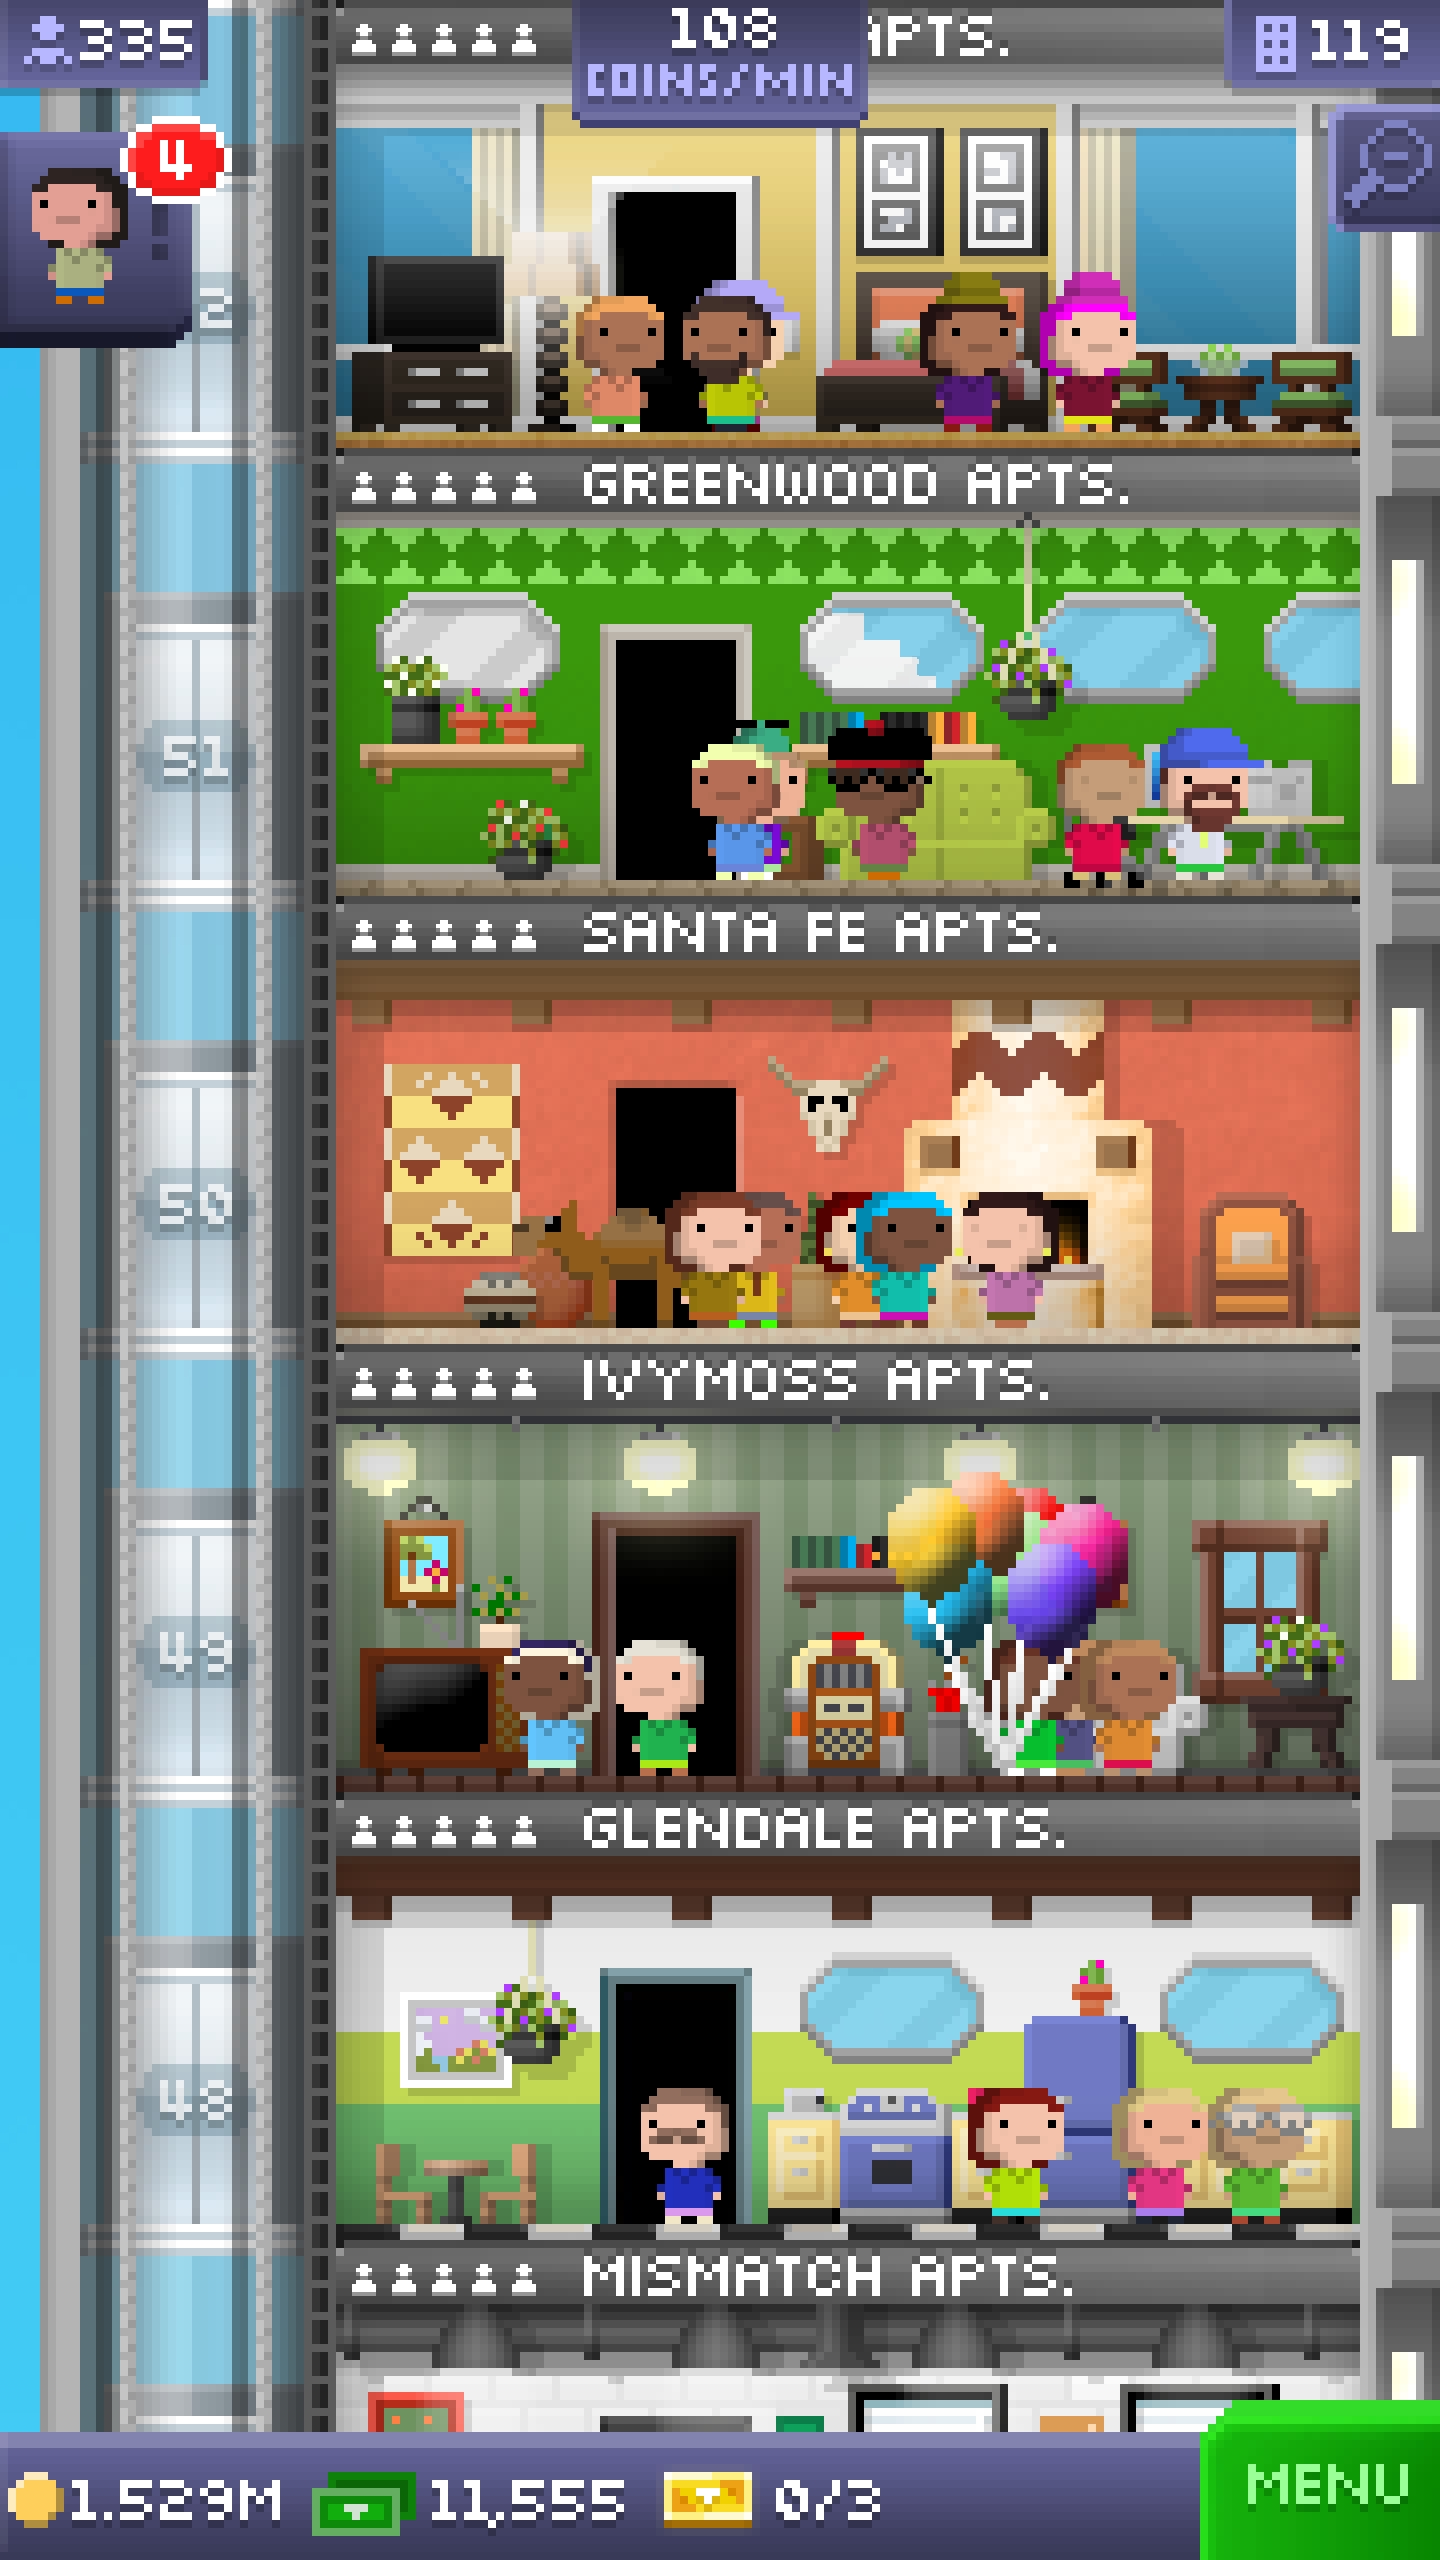 335
108
COINS/MIN
APTS.
119
4
2
GREENWOOD APTS.
51
SANTA FE APTS.
50
IVYMOSS APTS.
49
GLENDALE APTS.
48
MISMATCH APTS.
1.529M
11,555
0/3
MENU